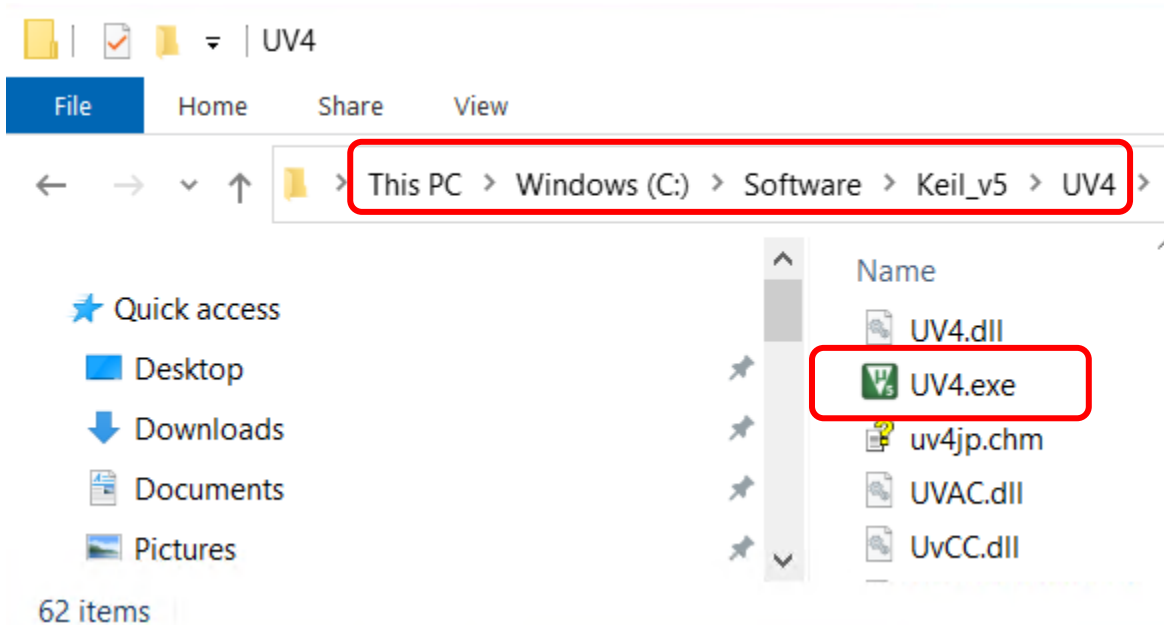 UV4
File Home Share View
This PC > Windows (C:) > Software > Keil_v5 > UV4 >
Name
Quick access
UV4.dll
Desktop
UV4.exe
Downloads
uv4jp.chm
Documents
UVAC.dll
Pictures
UvCC.dll
62 items